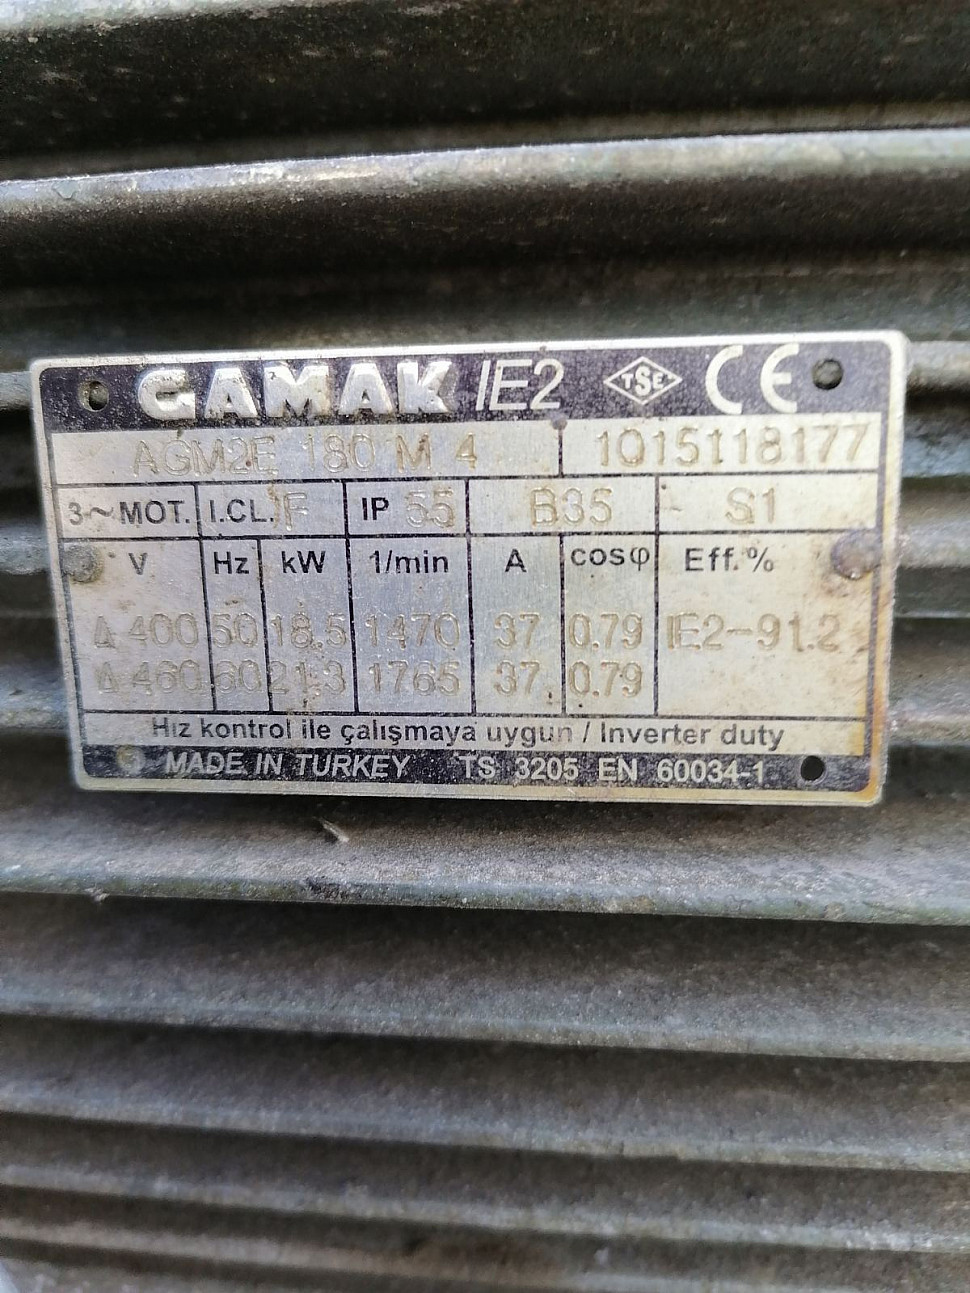 GAMAK IE2 TSE CE
AGM2E 180 M 4 1Q15118177
3~MOT. I.CL. F IP 55 B35 S1
V Hz kW 1/min A cosφ Eff.%
Δ 400 50 18.5 1470 37 0.79 IE2-91.2
Δ 460 60 21.3 1765 37 0.79
Hız kontrol ile çalışmaya uygun / Inverter duty
MADE IN TURKEY TS 3205 EN 60034-1